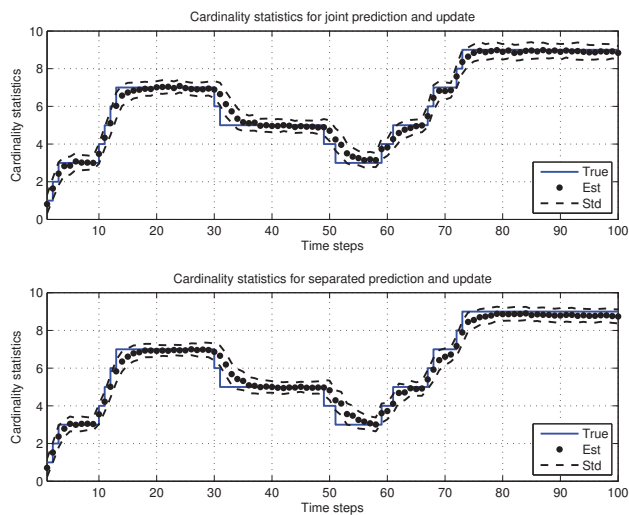 Cardinality statistics for joint prediction and update
10
8
6
4
2
0
Cardinality statistics
10 20 30 40 50 60 70 80 90 100
Time steps
True
Est
Std
Cardinality statistics for separated prediction and update
10
8
6
4
2
0
Cardinality statistics
10 20 30 40 50 60 70 80 90 100
Time steps
True
Est
Std